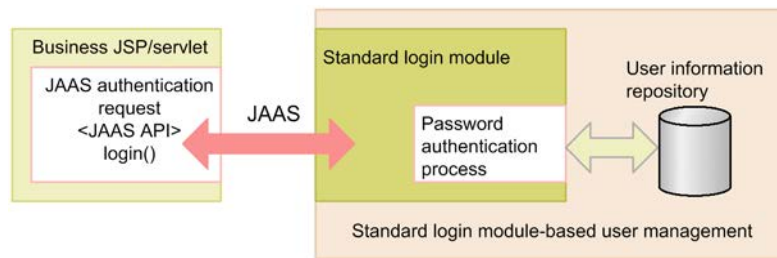 Business JSP/servlet
JAAS authentication
request
<JAAS API>
login()
JAAS
Standard login module
Password
authentication
process
User information
repository
Standard login module-based user management